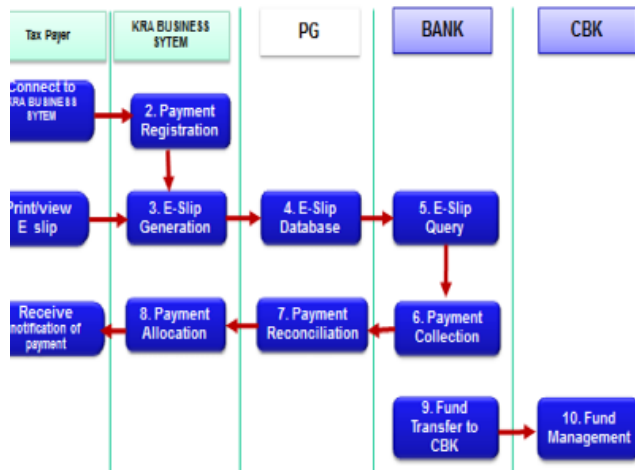 Tax Payer
KRA BUSINESS
SYTEM
PG
BANK
CBK
Connect to
KRA BUSINESS
SYTEM
2. Payment
Registration
Print/view
E slip
3. E-Slip
Generation
4. E-Slip
Database
5. E-Slip
Query
Receive
notification of
payment
8. Payment
Allocation
7. Payment
Reconciliation
6. Payment
Collection
9. Fund
Transfer to
CBK
10. Fund
Management